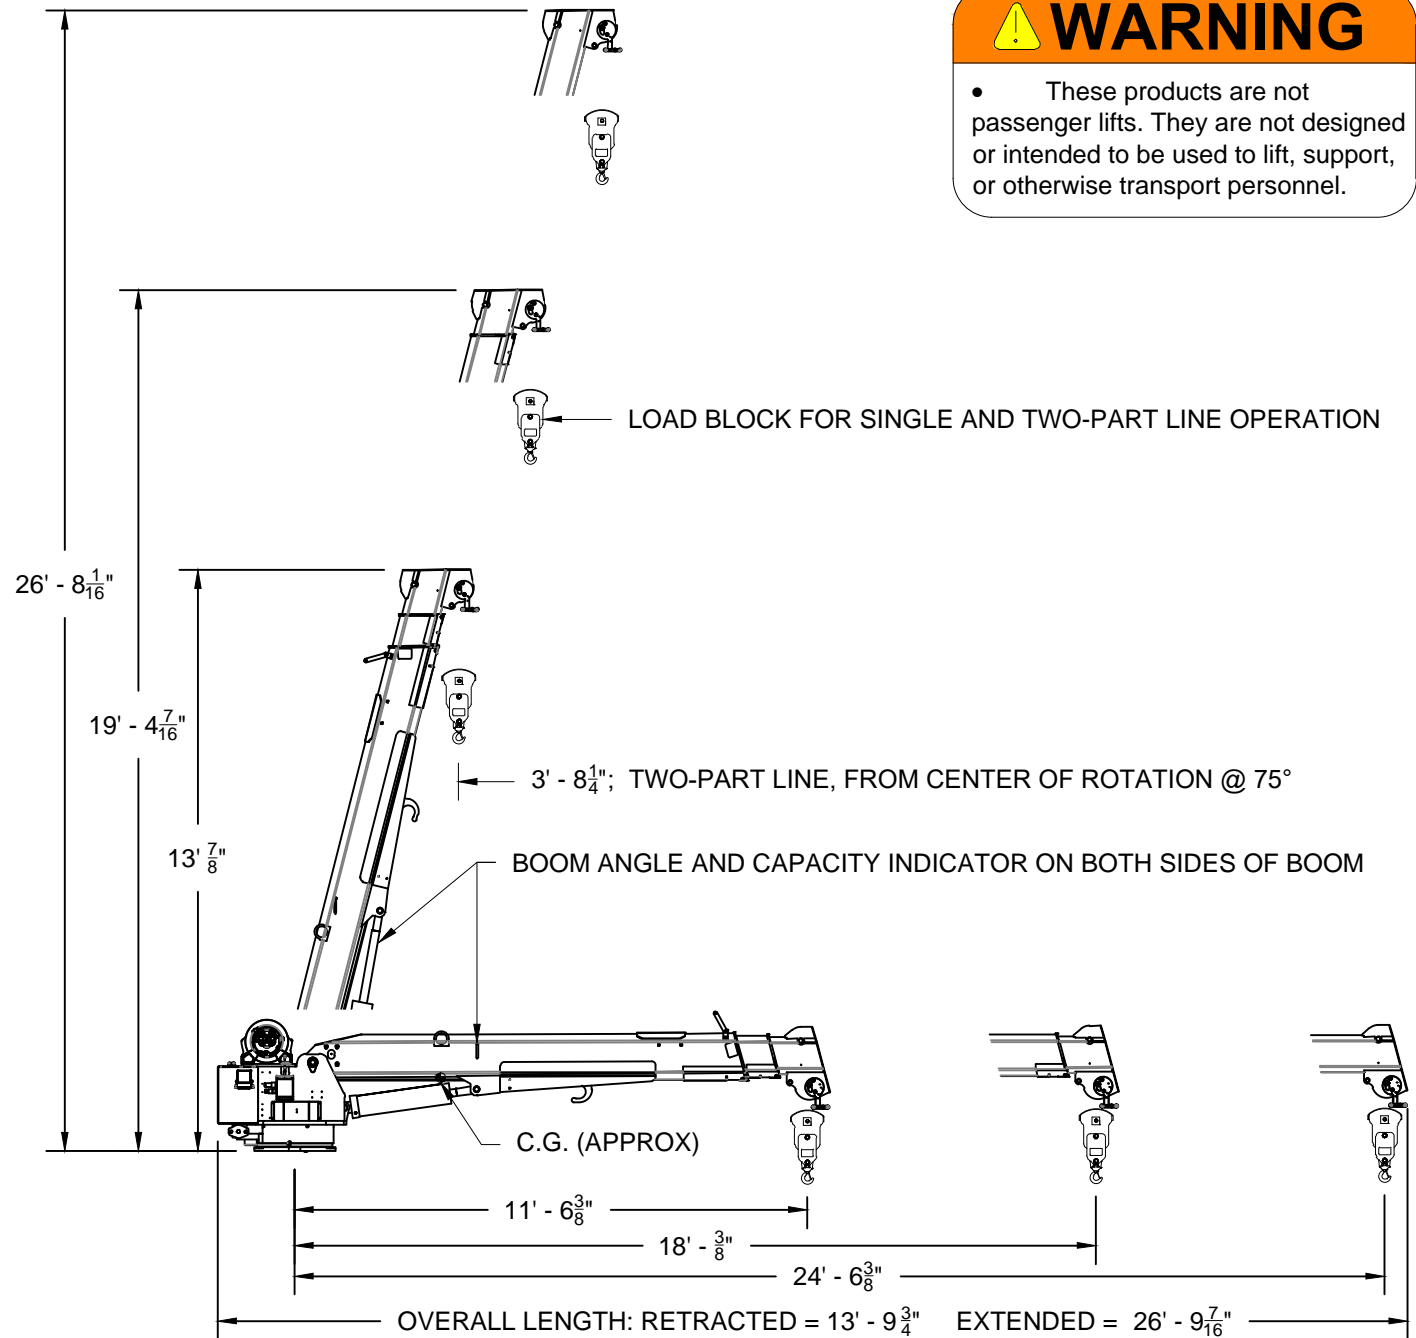 WARNING
• These products are not
passenger lifts. They are not designed
or intended to be used to lift, support,
or otherwise transport personnel.
LOAD BLOCK FOR SINGLE AND TWO-PART LINE OPERATION
26' - 8 1/16"
19' - 4 7/16"
3' - 8 1/4"; TWO-PART LINE, FROM CENTER OF ROTATION @ 75°
13' 7/8"
BOOM ANGLE AND CAPACITY INDICATOR ON BOTH SIDES OF BOOM
C.G. (APPROX)
11' - 6 3/8"
18' - 3/8"
24' - 6 3/8"
OVERALL LENGTH: RETRACTED = 13' - 9 3/4" EXTENDED = 26' - 9 7/16"